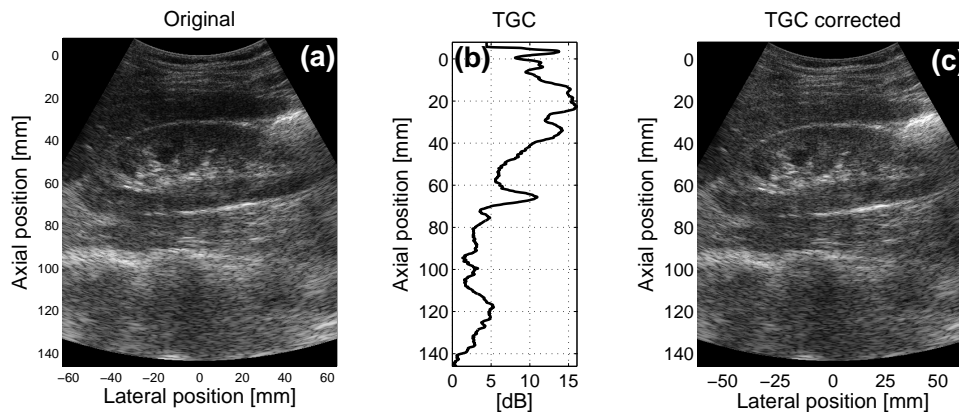 Original
(a)
Axial position [mm]
0
20
40
60
80
100
120
140
−60 −40 −20 0 20 40 60
Lateral position [mm]
TGC
(b)
Axial position [mm]
0
20
40
60
80
100
120
140
0 5 10 15
[dB]
TGC corrected
(c)
Axial position [mm]
0
20
40
60
80
100
120
140
−50 −25 0 25 50
Lateral position [mm]